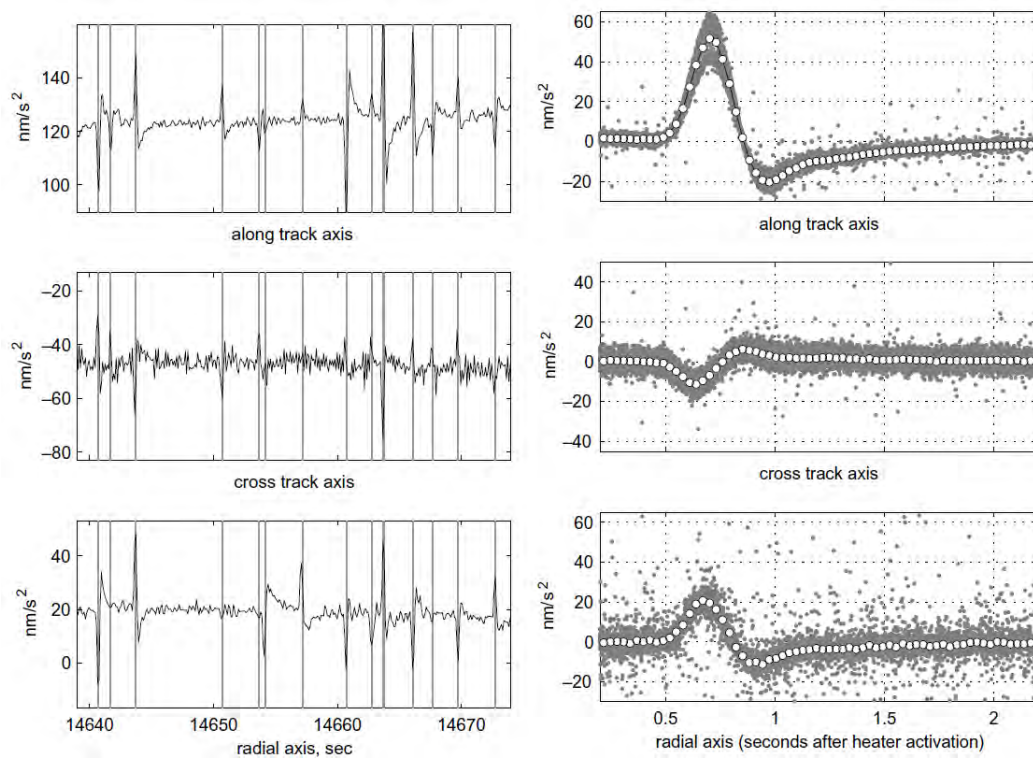 140
120
100
nm/s²
along track axis
−20
−40
−60
−80
nm/s²
cross track axis
40
20
0
nm/s²
14640 14650 14660 14670
radial axis, sec
60
40
20
0
−20
nm/s²
along track axis
40
20
0
−20
−40
nm/s²
cross track axis
60
40
20
0
−20
nm/s²
0.5 1 1.5 2
radial axis (seconds after heater activation)